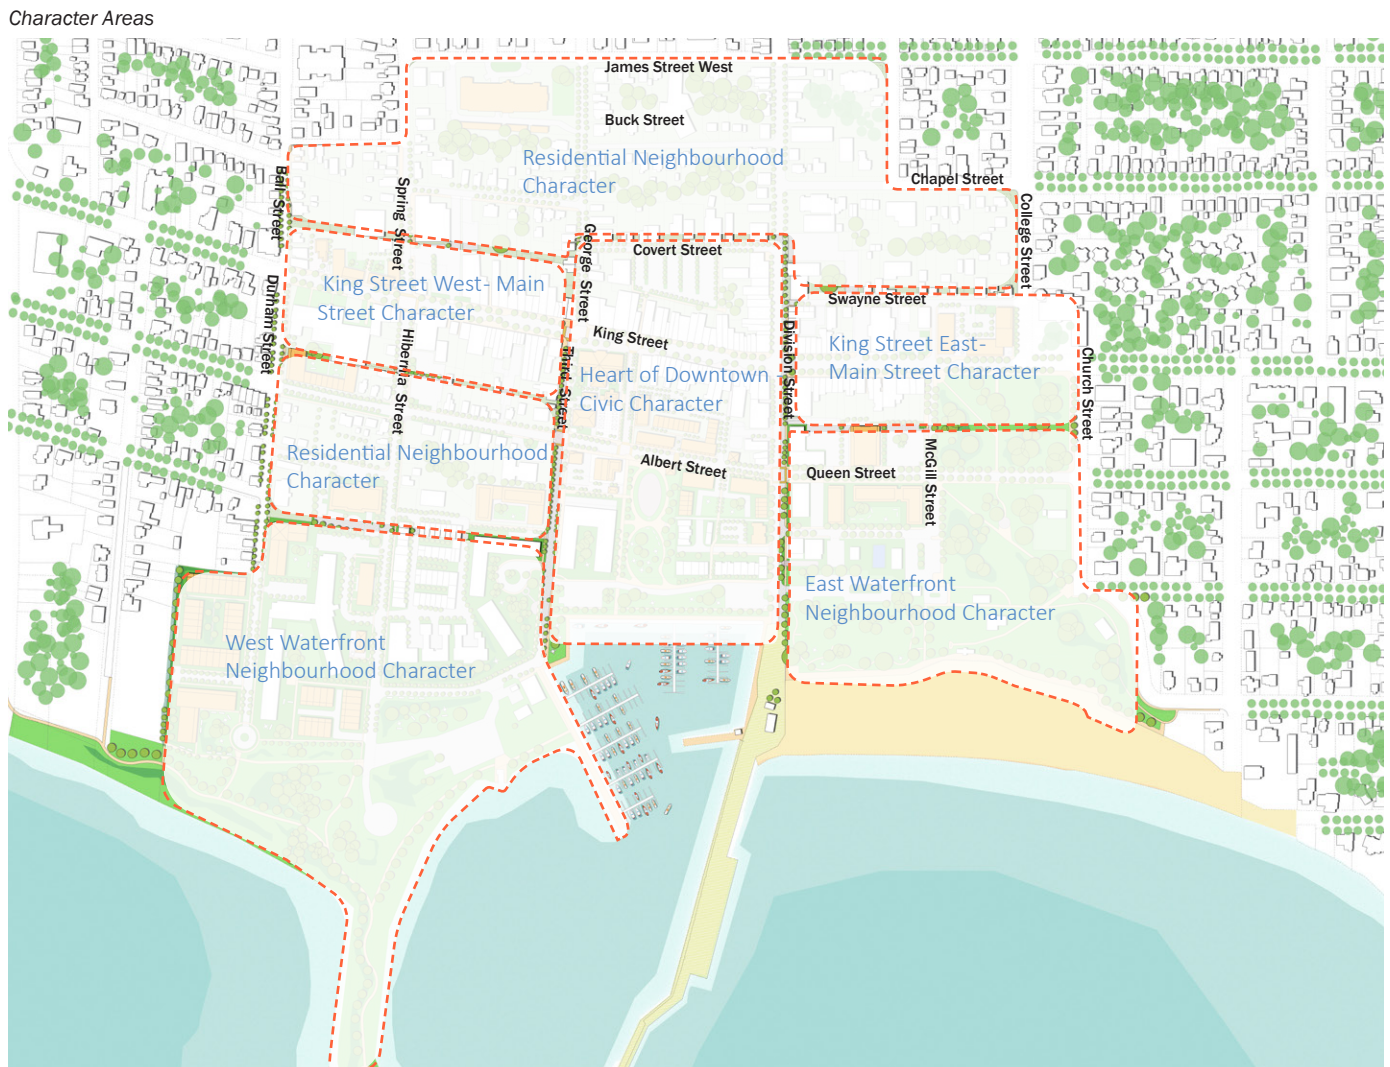 Character Areas
James Street West
Buck Street
Residential Neighbourhood
Character
Chapel Street
Ball Street
Spring Street
College Street
George Street
Covert Street
King Street West- Main
Street Character
Durham Street
Swayne Street
Hibernia Street
King Street
Third Street
Division Street
King Street East-
Main Street Character
Church Street
Heart of Downtown
Civic Character
Residential Neighbourhood
Character
Albert Street
Queen Street
McGill Street
East Waterfront
Neighbourhood Character
West Waterfront
Neighbourhood Character